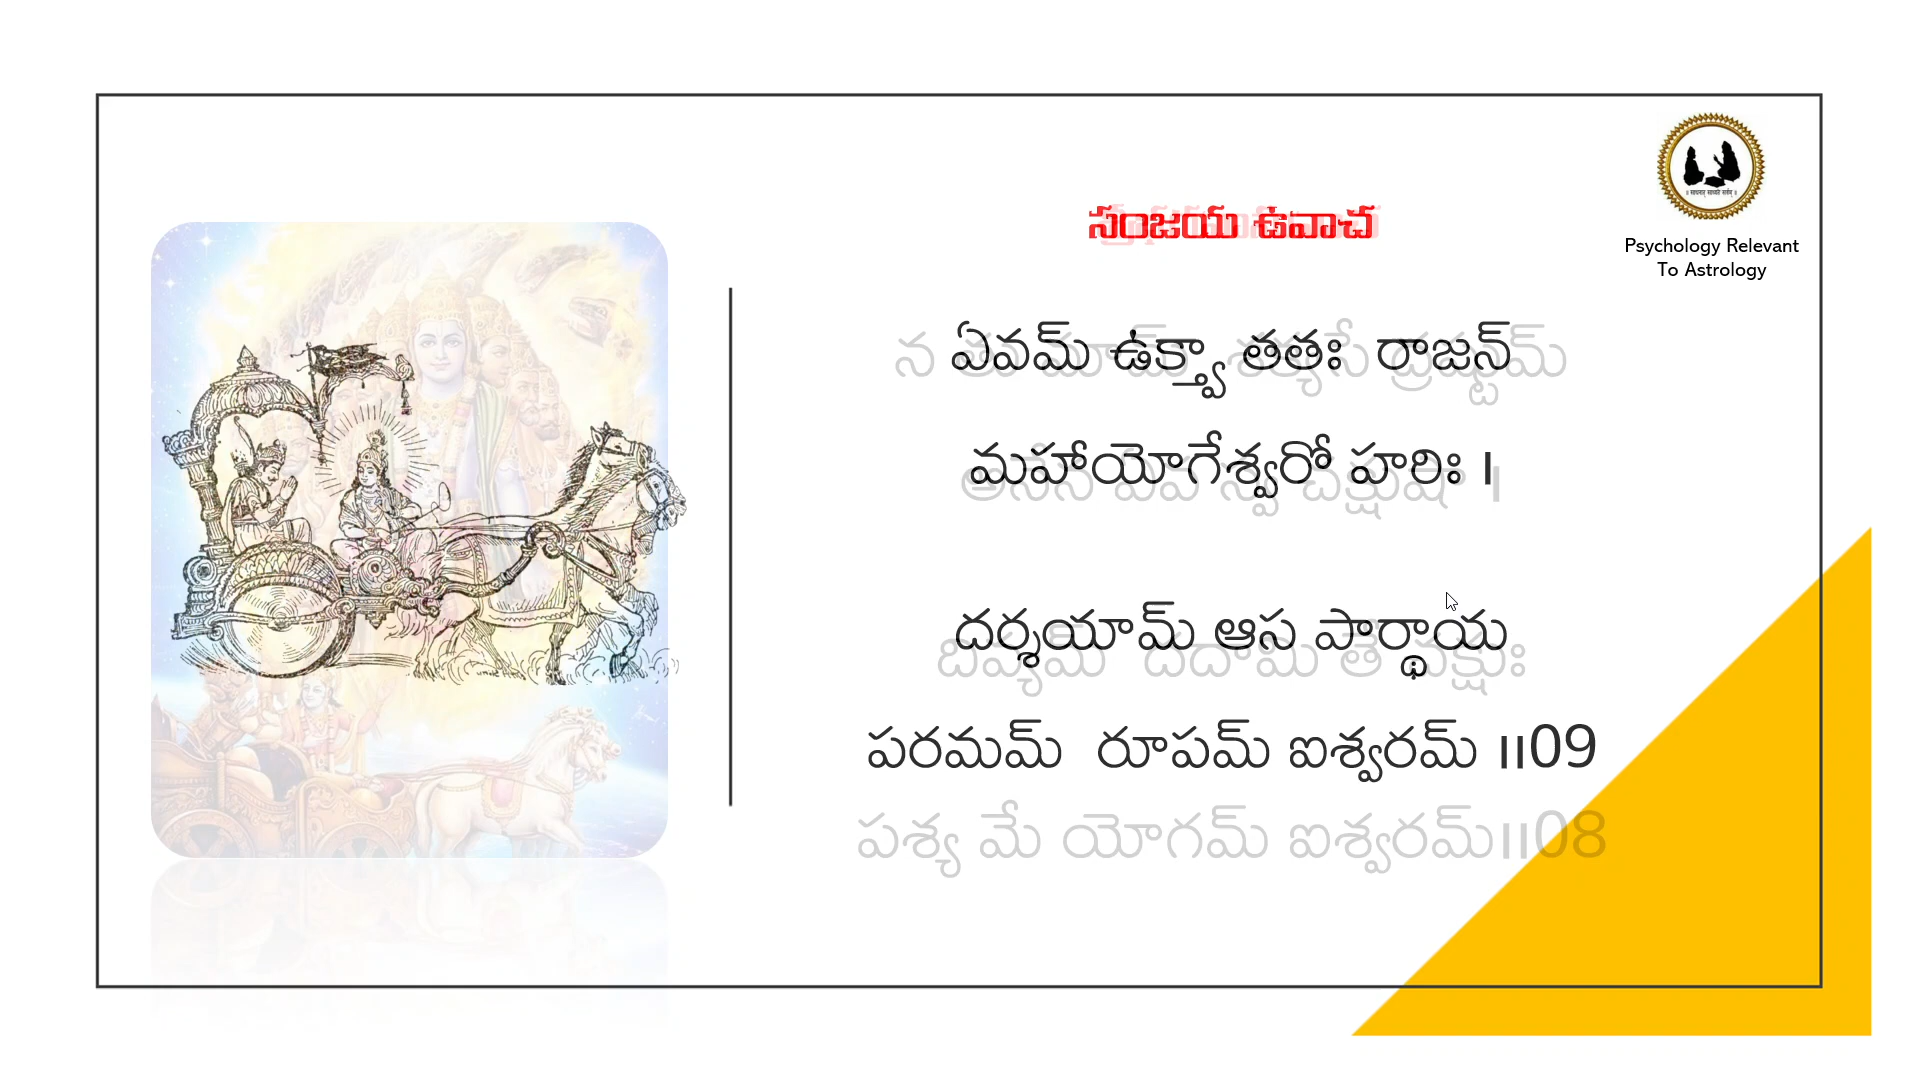 సంజయ ఉవాచ
Psychology Relevant
To Astrology
ఏవమ్ ఉక్త్వా తతః రాజన్
మహాయోగేశ్వరో హరిః ।
దర్శయామ్ ఆస పార్థాయ
పరమమ్ రూపమ్ ఐశ్వరమ్ ॥09
పశ్య మే యోగమ్ ఐశ్వరమ్॥08